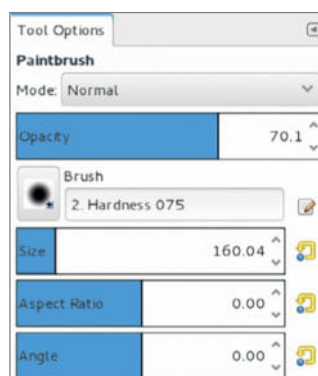 Tool Options
Paintbrush
Mode: Normal
Opacity 70.1
Brush
2. Hardness 075
Size 160.04
Aspect Ratio 0.00
Angle 0.00